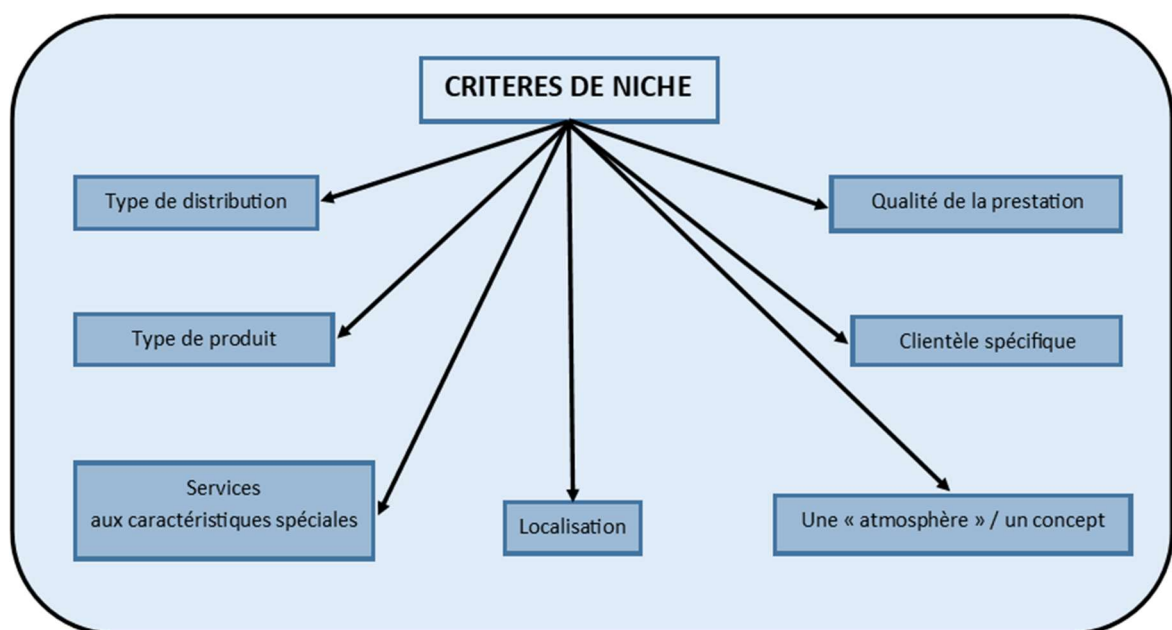 CRITERES DE NICHE
Type de distribution
Qualité de la prestation
Type de produit
Clientèle spécifique
Services
aux caractéristiques spéciales
Localisation
Une « atmosphère » / un concept